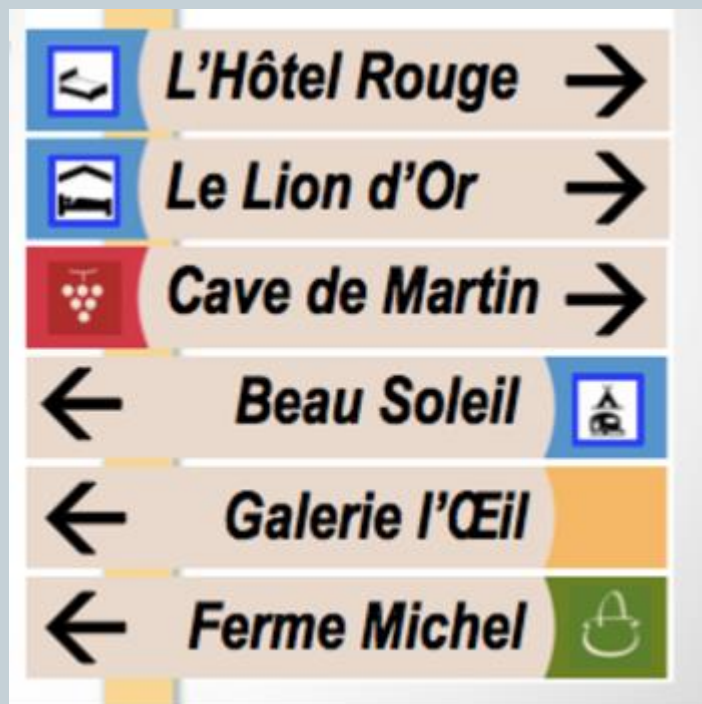 L'Hôtel Rouge
Le Lion d'Or
Cave de Martin
Beau Soleil
Galerie l'Œil
Ferme Michel